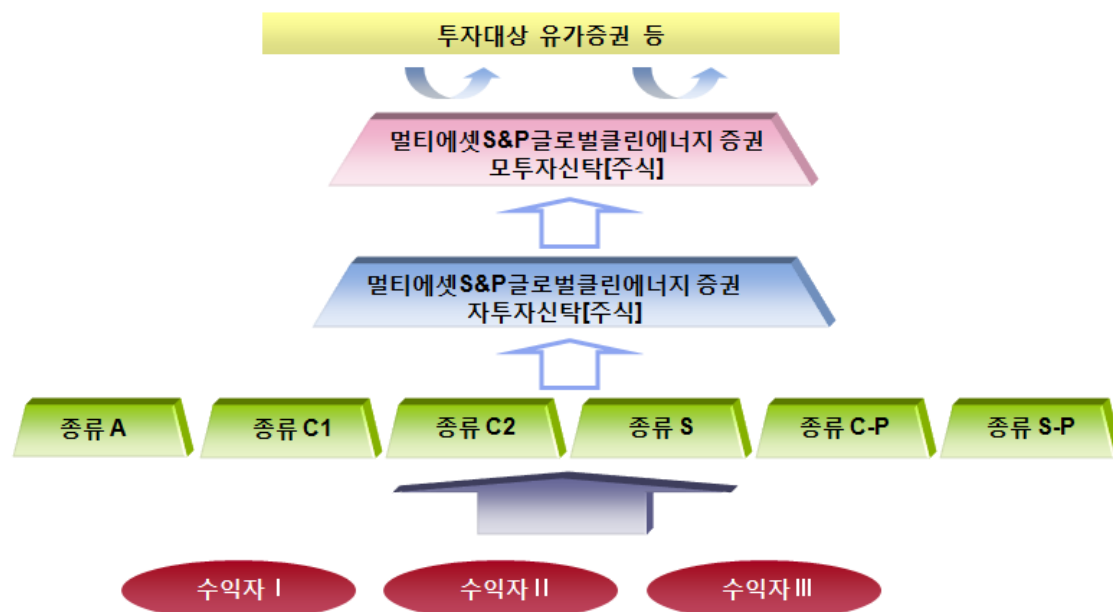 투자대상 유가증권 등
멀티에셋S&P글로벌클린에너지 증권
모투자신탁[주식]
멀티에셋S&P글로벌클린에너지 증권
자투자신탁[주식]
종류 A
종류 C1
종류 C2
종류 S
종류 C-P
종류 S-P
수익자 Ⅰ
수익자 Ⅱ
수익자 Ⅲ